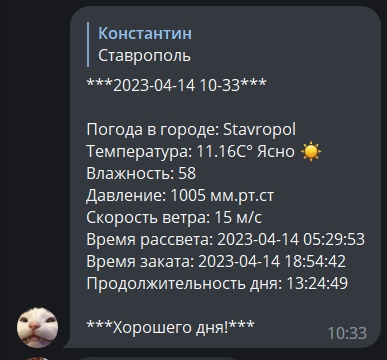 Константин
Ставрополь
***2023-04-14 10-33***
Погода в городе: Stavropol
Температура: 11.16C° Ясно ☀️
Влажность: 58
Давление: 1005 мм.рт.ст
Скорость ветра: 15 м/с
Время рассвета: 2023-04-14 05:29:53
Время заката: 2023-04-14 18:54:42
Продолжительность дня: 13:24:49
***Хорошего дня!***
10:33